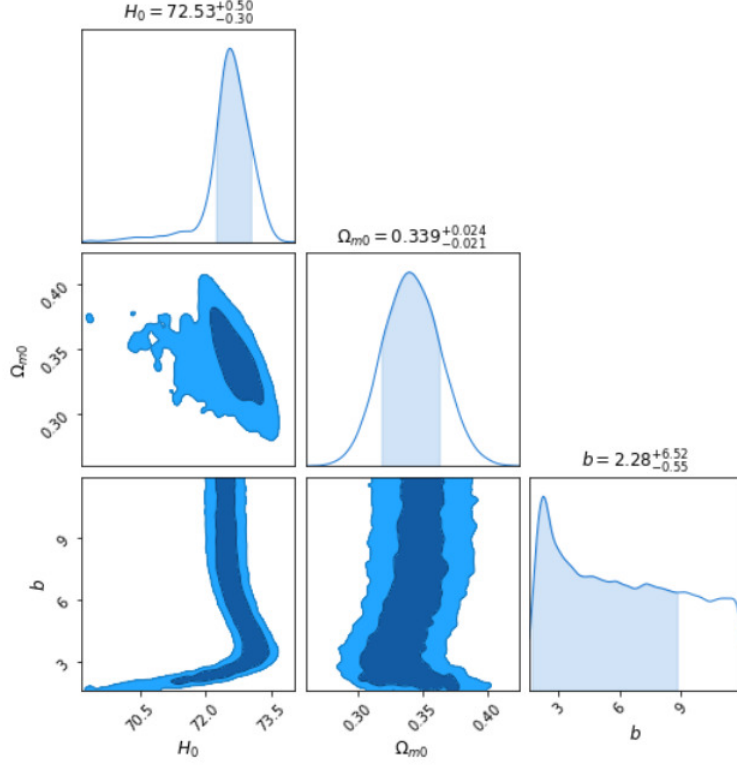 H₀ = 72.53⁺⁰·⁵⁰₋₀.₃₀
Ω_{m0} = 0.339^{+0.024}_{-0.021}
0.40
0.35
0.30
Ω_{m0}
b = 2.28^{+6.52}_{-0.55}
9
6
3
b
70.5 72.0 73.5
H₀
0.30 0.35 0.40
Ω_{m0}
3 6 9
b